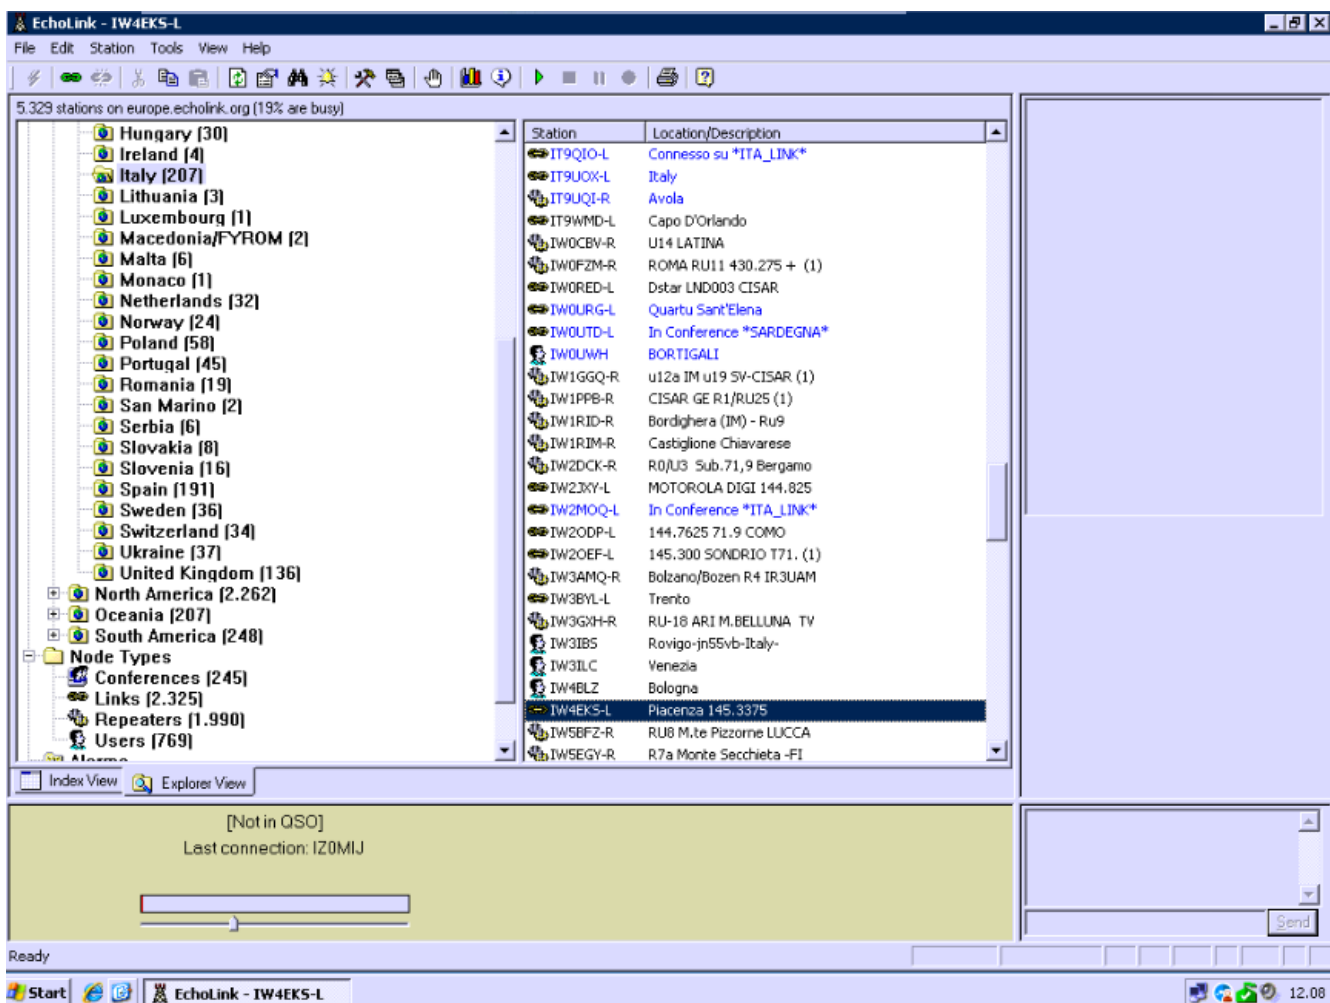 EchoLink - IW4EKS-L
File Edit Station Tools View Help
5.329 stations on europe.echolink.org (19% are busy)
Hungary (30)
Ireland (4)
Italy (207)
Lithuania (3)
Luxembourg (1)
Macedonia/FYROM (2)
Malta (6)
Monaco (1)
Netherlands (32)
Norway (24)
Poland (58)
Portugal (45)
Romania (19)
San Marino (2)
Serbia (6)
Slovakia (8)
Slovenia (16)
Spain (191)
Sweden (36)
Switzerland (34)
Ukraine (37)
United Kingdom (136)
North America (2.262)
Oceania (207)
South America (248)
Node Types
Conferences (245)
Links (2.325)
Repeaters (1.990)
Users (769)
Alarms
Index View Explorer View
Station Location/Description
IT9QIO-L Connesso su *ITA_LINK*
IT9UOX-L Italy
IT9UQI-R Avola
IT9WMD-L Capo D'Orlando
IW0CBV-R U14 LATINA
IW0FZM-R ROMA RU11 430.275 + (1)
IW0RED-L Dstar LND003 CISAR
IW0URG-L Quartu Sant'Elena
IW0UTD-L In Conference *SARDEGNA*
IW0UWH BORTIGALI
IW1GGQ-R u12a IM u19 SV-CISAR (1)
IW1PPB-R CISAR GE R1/RU25 (1)
IW1RID-R Bordighera (IM) - Ru9
IW1RIM-R Castiglione Chiavarese
IW2DCK-R R0/U3 Sub.71,9 Bergamo
IW2JXY-L MOTOROLA DIGI 144.825
IW2MOQ-L In Conference *ITA_LINK*
IW2ODP-L 144.7625 71.9 COMO
IW2OEF-L 145.300 SONDRIO T71. (1)
IW3AMQ-R Bolzano/Bozen R4 IR3UAM
IW3BYL-L Trento
IW3GXH-R RU-18 ARI M.BELLUNA TV
IW3IBS Rovigo-jn55vb-Italy-
IW3ILC Venezia
IW4BLZ Bologna
IW4EKS-L Piacenza 145.3375
IW5BFZ-R RU8 M.te Pizzorne LUCCA
IW5EGY-R R7a Monte Secchieta -FI
[Not in QSO]
Last connection: IZ0MIJ
Send
Ready
Start EchoLink - IW4EKS-L 12.08